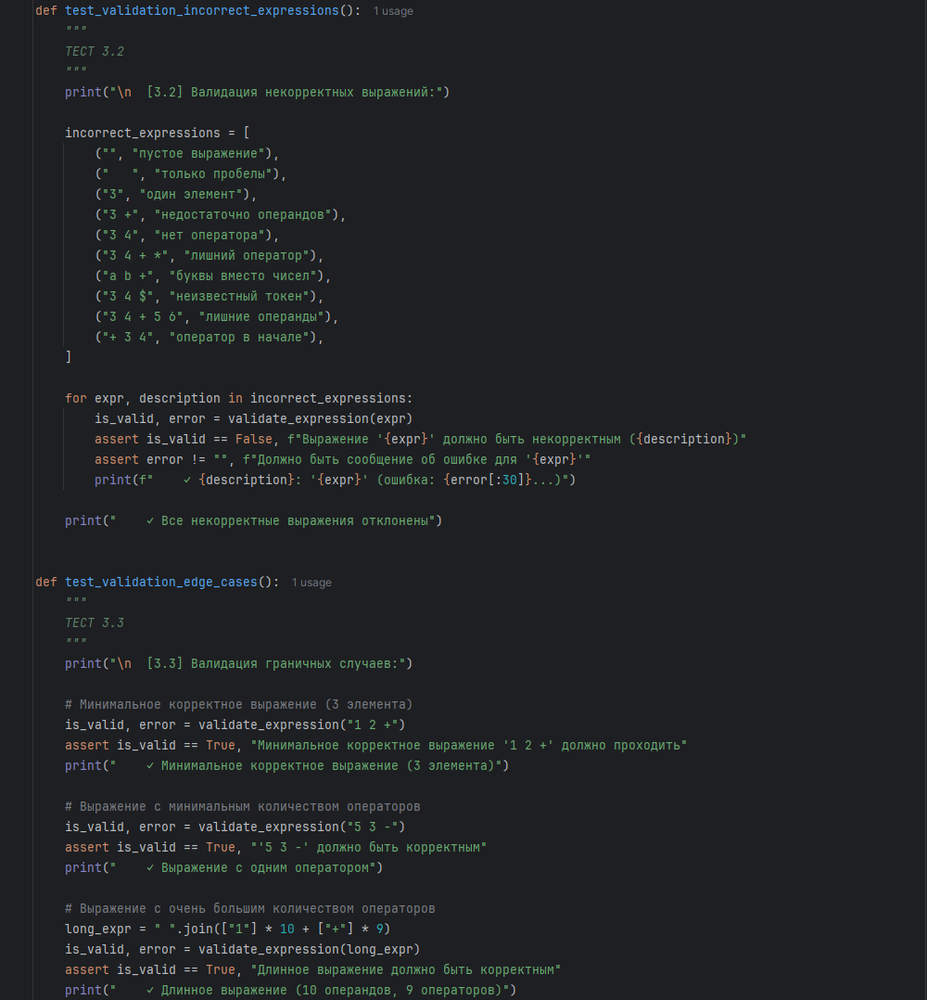 def test_validation_incorrect_expressions(): 1 usage
    """
    ТЕСТ 3.2
    """
    print("\n  [3.2] Валидация некорректных выражений:")

    incorrect_expressions = [
        ("", "пустое выражение"),
        ("   ", "только пробелы"),
        ("3", "один элемент"),
        ("3 +", "недостаточно операндов"),
        ("3 4", "нет оператора"),
        ("3 4 + *", "лишний оператор"),
        ("a b +", "буквы вместо чисел"),
        ("3 4 $", "неизвестный токен"),
        ("3 4 + 5 6", "лишние операнды"),
        ("+ 3 4", "оператор в начале"),
    ]

    for expr, description in incorrect_expressions:
        is_valid, error = validate_expression(expr)
        assert is_valid == False, f"Выражение '{expr}' должно быть некорректным ({description})"
        assert error != "", f"Должно быть сообщение об ошибке для '{expr}'"
        print(f"    ✓ {description}: '{expr}' (ошибка: {error[:30]}...)")

    print("    ✓ Все некорректные выражения отклонены")


def test_validation_edge_cases(): 1 usage
    """
    ТЕСТ 3.3
    """
    print("\n  [3.3] Валидация граничных случаев:")

    # Минимальное корректное выражение (3 элемента)
    is_valid, error = validate_expression("1 2 +")
    assert is_valid == True, "Минимальное корректное выражение '1 2 +' должно проходить"
    print("    ✓ Минимальное корректное выражение (3 элемента)")

    # Выражение с минимальным количеством операторов
    is_valid, error = validate_expression("5 3 -")
    assert is_valid == True, "'5 3 -' должно быть корректным"
    print("    ✓ Выражение с одним оператором")

    # Выражение с очень большим количеством операторов
    long_expr = " ".join(["1"] * 10 + ["+"] * 9)
    is_valid, error = validate_expression(long_expr)
    assert is_valid == True, "Длинное выражение должно быть корректным"
    print("    ✓ Длинное выражение (10 операндов, 9 операторов)")